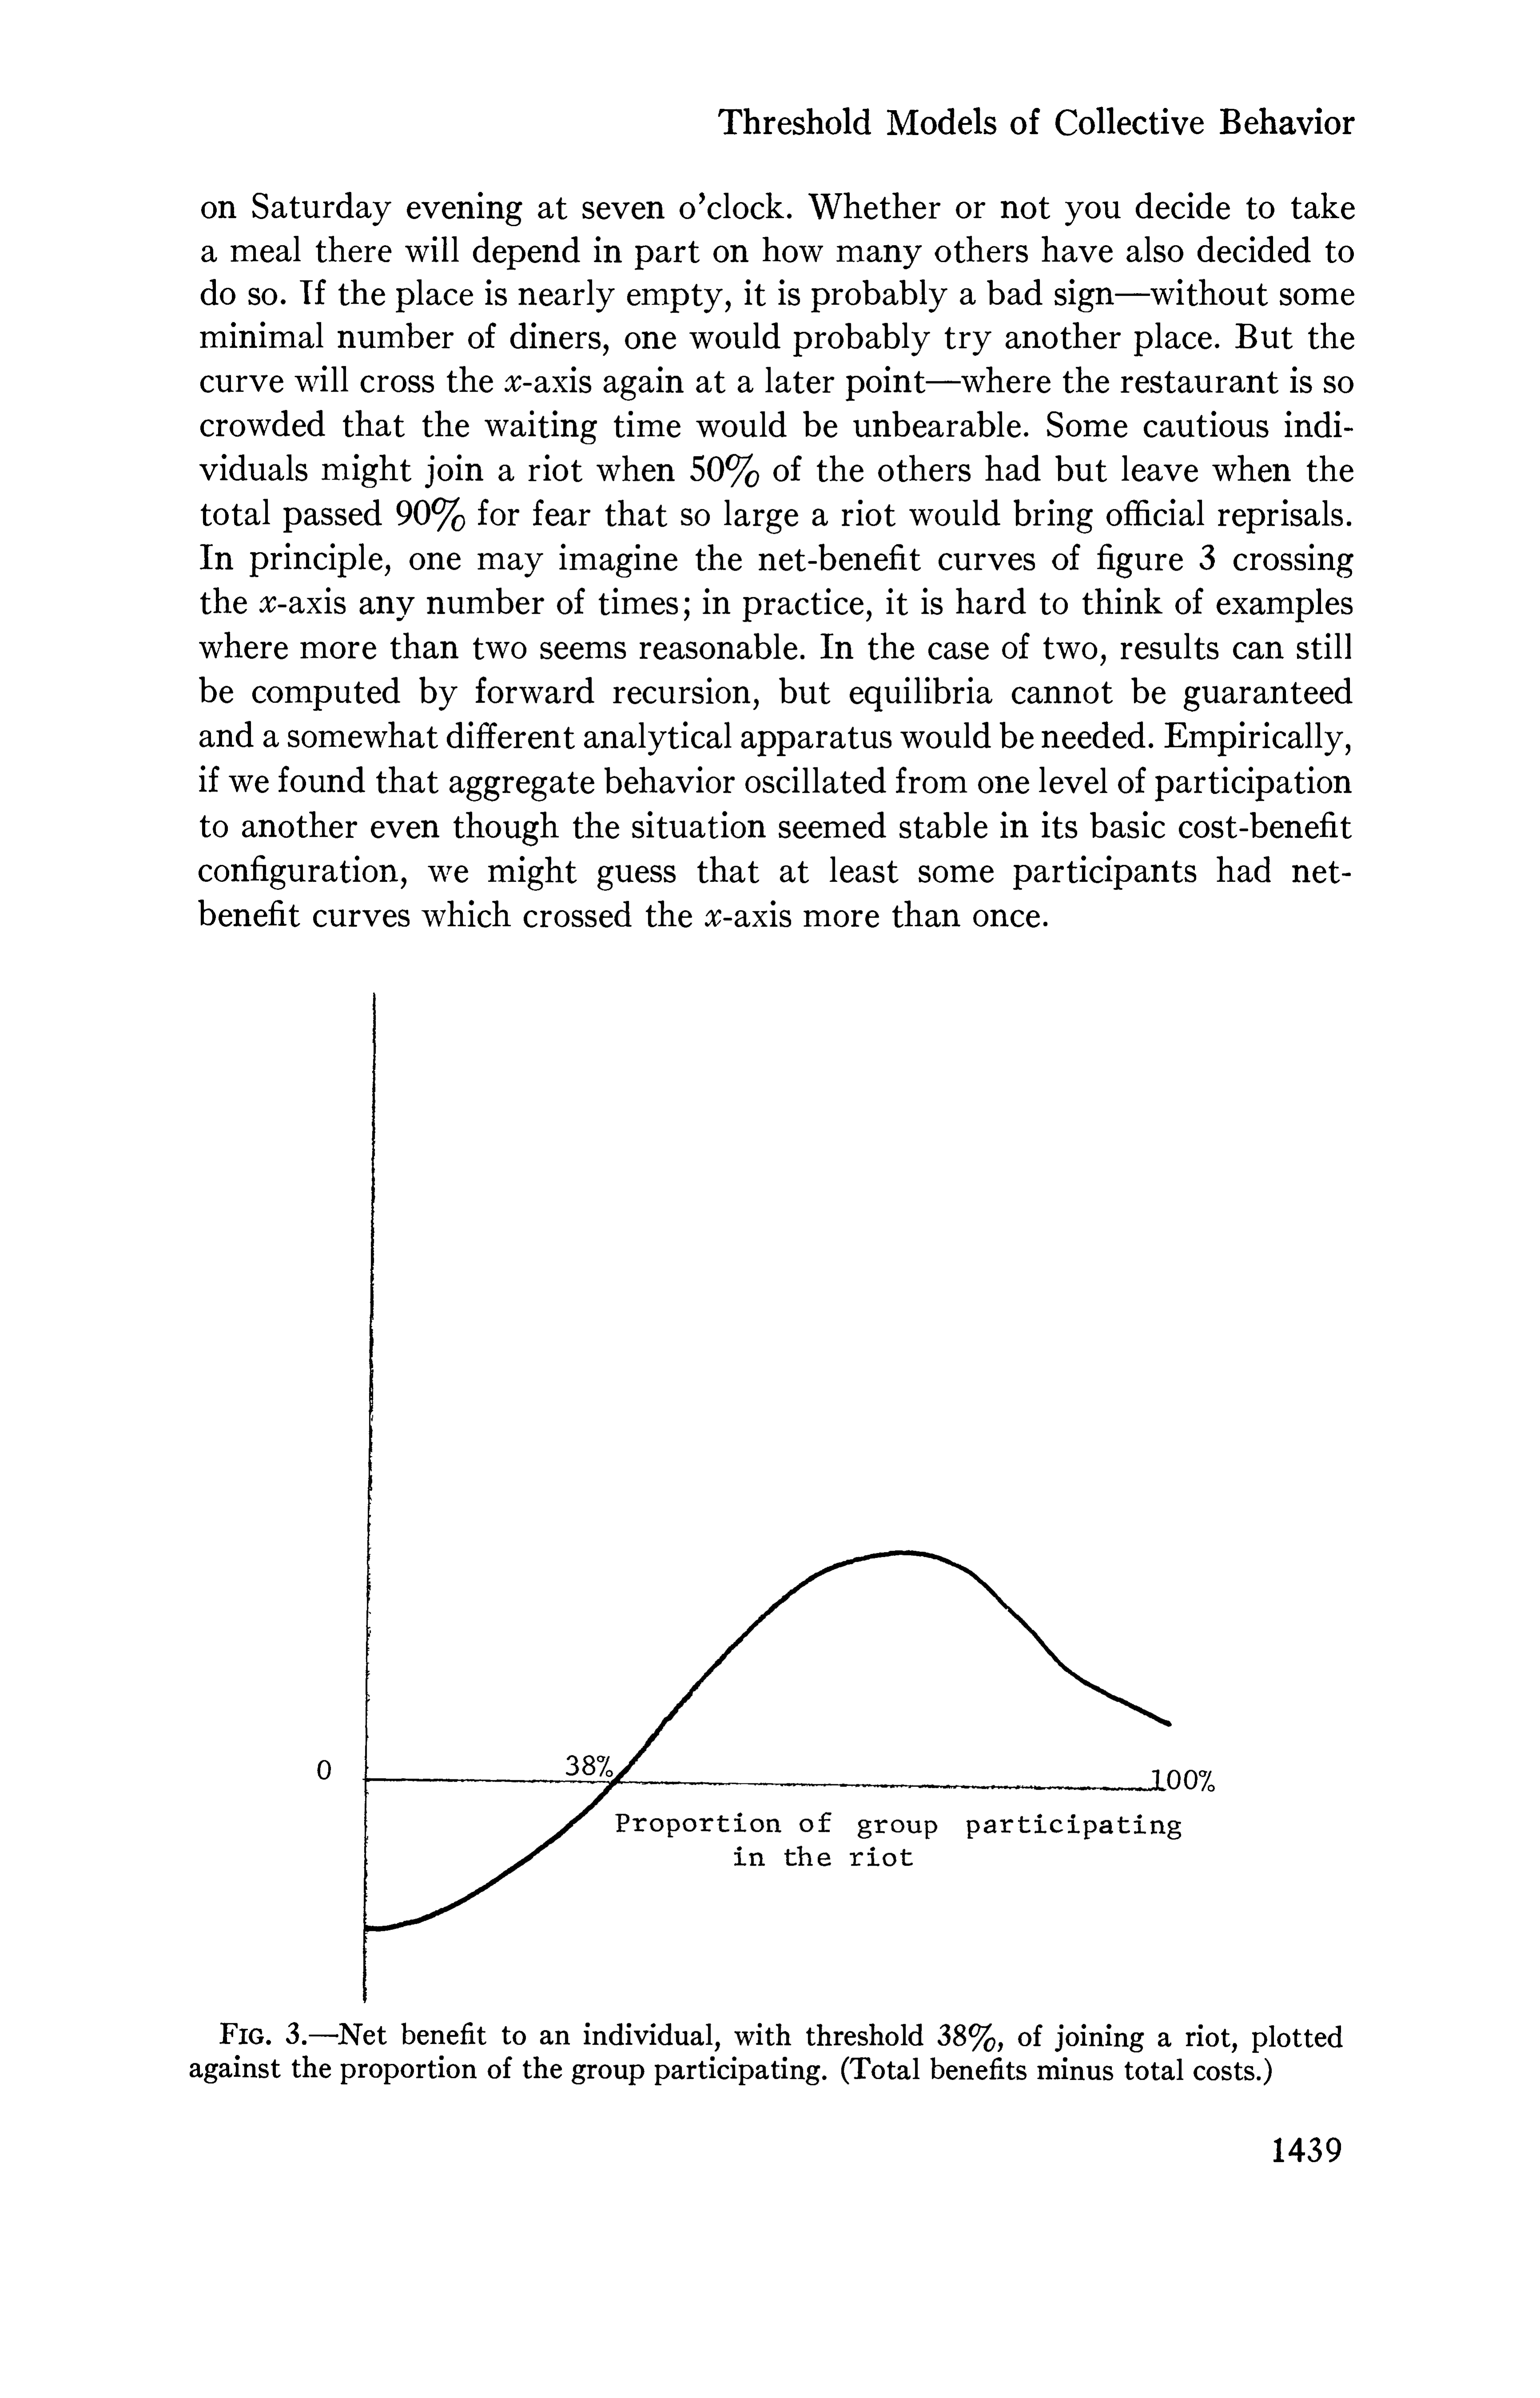 Threshold Models of Collective Behavior
on Saturday evening at seven o’clock. Whether or not you decide to take
a meal there will depend in part on how many others have also decided to
do so. If the place is nearly empty, it is probably a bad sign—without some
minimal number of diners, one would probably try another place. But the
curve will cross the x-axis again at a later point—where the restaurant is so
crowded that the waiting time would be unbearable. Some cautious indi-
viduals might join a riot when 50% of the others had but leave when the
total passed 90% for fear that so large a riot would bring official reprisals.
In principle, one may imagine the net-benefit curves of figure 3 crossing
the x-axis any number of times; in practice, it is hard to think of examples
where more than two seems reasonable. In the case of two, results can still
be computed by forward recursion, but equilibria cannot be guaranteed
and a somewhat different analytical apparatus would be needed. Empirically,
if we found that aggregate behavior oscillated from one level of participation
to another even though the situation seemed stable in its basic cost-benefit
configuration, we might guess that at least some participants had net-
benefit curves which crossed the x-axis more than once.
0
38%
100%
Proportion of group participating
in the riot
FIG. 3.—Net benefit to an individual, with threshold 38%, of joining a riot, plotted
against the proportion of the group participating. (Total benefits minus total costs.)
1439